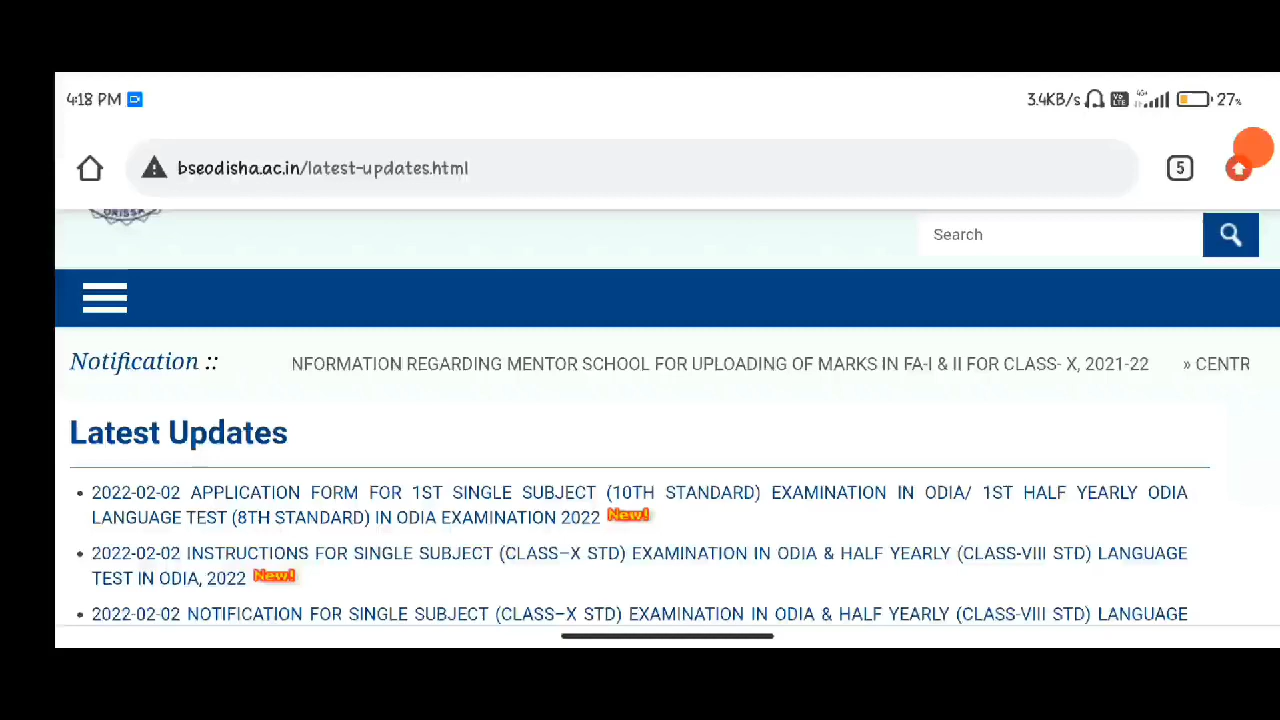 4:18 PM 3.4KB/s Vo LTE 4G+ 27%
bseodisha.ac.in/latest-updates.html 5
ORISSA
Search
Notification :: NFORMATION REGARDING MENTOR SCHOOL FOR UPLOADING OF MARKS IN FA-I & II FOR CLASS- X, 2021-22 » CENTR
Latest Updates
• 2022-02-02 APPLICATION FORM FOR 1ST SINGLE SUBJECT (10TH STANDARD) EXAMINATION IN ODIA/ 1ST HALF YEARLY ODIA
LANGUAGE TEST (8TH STANDARD) IN ODIA EXAMINATION 2022 New!
• 2022-02-02 INSTRUCTIONS FOR SINGLE SUBJECT (CLASS–X STD) EXAMINATION IN ODIA & HALF YEARLY (CLASS-VIII STD) LANGUAGE
TEST IN ODIA, 2022 New!
• 2022-02-02 NOTIFICATION FOR SINGLE SUBJECT (CLASS–X STD) EXAMINATION IN ODIA & HALF YEARLY (CLASS-VIII STD) LANGUAGE